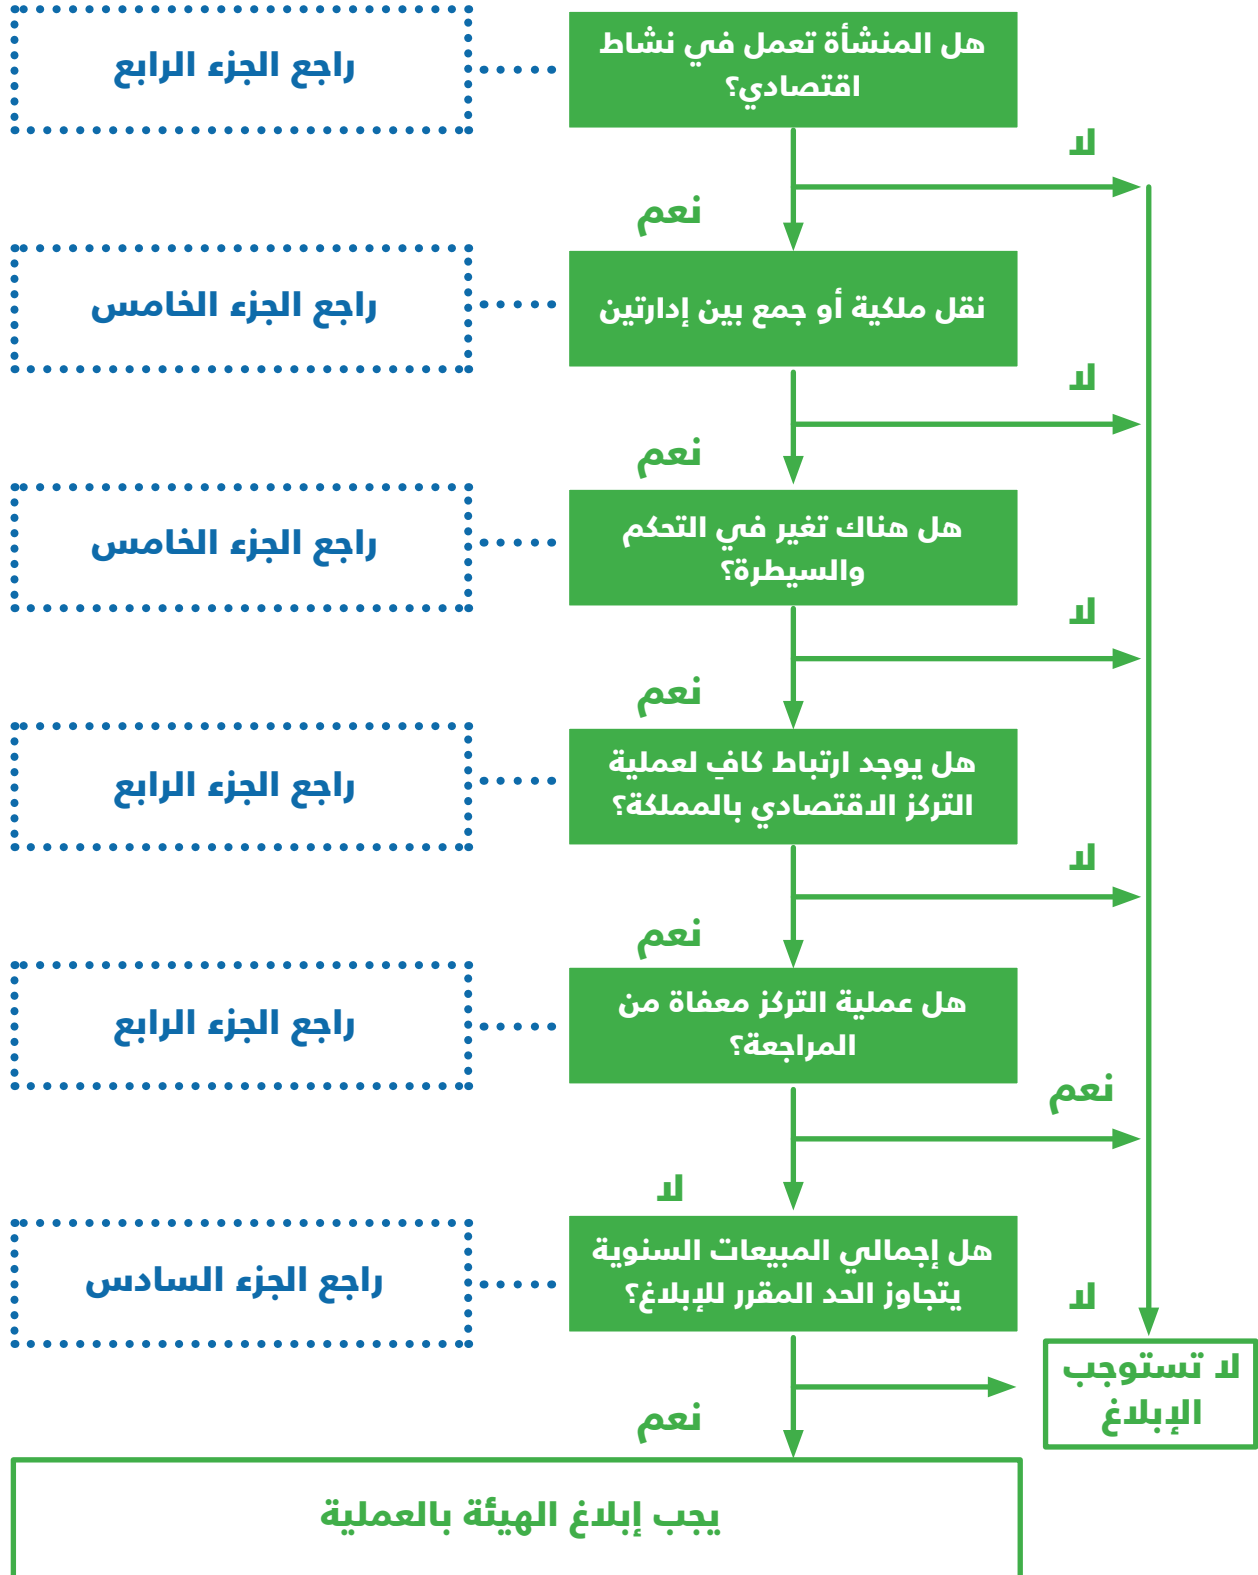 هل المنشأة تعمل في نشاط
اقتصادي؟
راجع الجزء الرابع
لا
نعم
نقل ملكية أو جمع بين إدارتين
راجع الجزء الخامس
لا
نعم
هل هناك تغير في التحكم
والسيطرة؟
راجع الجزء الخامس
لا
نعم
هل يوجد ارتباط كافٍ لعملية
التركز الاقتصادي بالمملكة؟
راجع الجزء الرابع
لا
نعم
هل عملية التركز معفاة من
المراجعة؟
راجع الجزء الرابع
نعم
لا
هل إجمالي المبيعات السنوية
يتجاوز الحد المقرر للإبلاغ؟
راجع الجزء السادس
لا
لا تستوجب
الإبلاغ
نعم
يجب إبلاغ الهيئة بالعملية